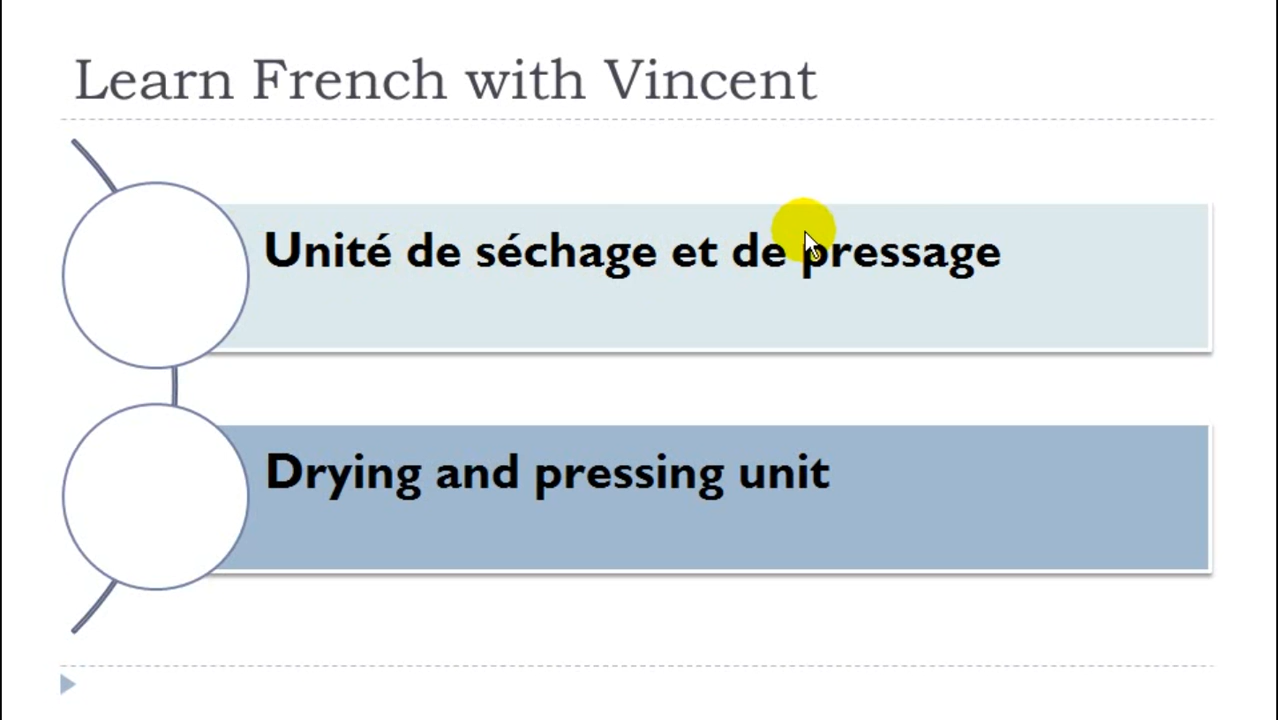 Learn French with Vincent
Unité de séchage et de pressage
Drying and pressing unit